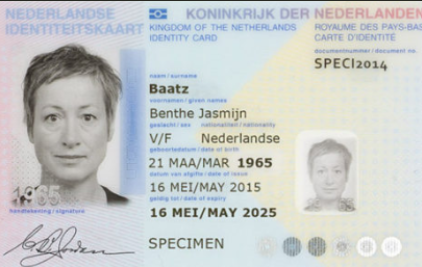 NEDERLANDSE
IDENTITEITSKAART
KONINKRIJK DER NEDERLANDEN
KINGDOM OF THE NETHERLANDS
IDENTITY CARD
ROYAUME DES PAYS-BAS
CARTE D'IDENTITÉ
documentnummer / document no.
SPECI2014
naam / surname
Baatz
voornamen / given names
Benthe Jasmijn
geslacht / sex nationaliteit / nationality
V/F Nederlandse
geboortedatum / date of birth
21 MAA/MAR 1965
datum van afgifte / date of issue
16 MEI/MAY 2015
geldig tot / date of expiry
16 MEI/MAY 2025
1965
handtekening / signature
SPECIMEN